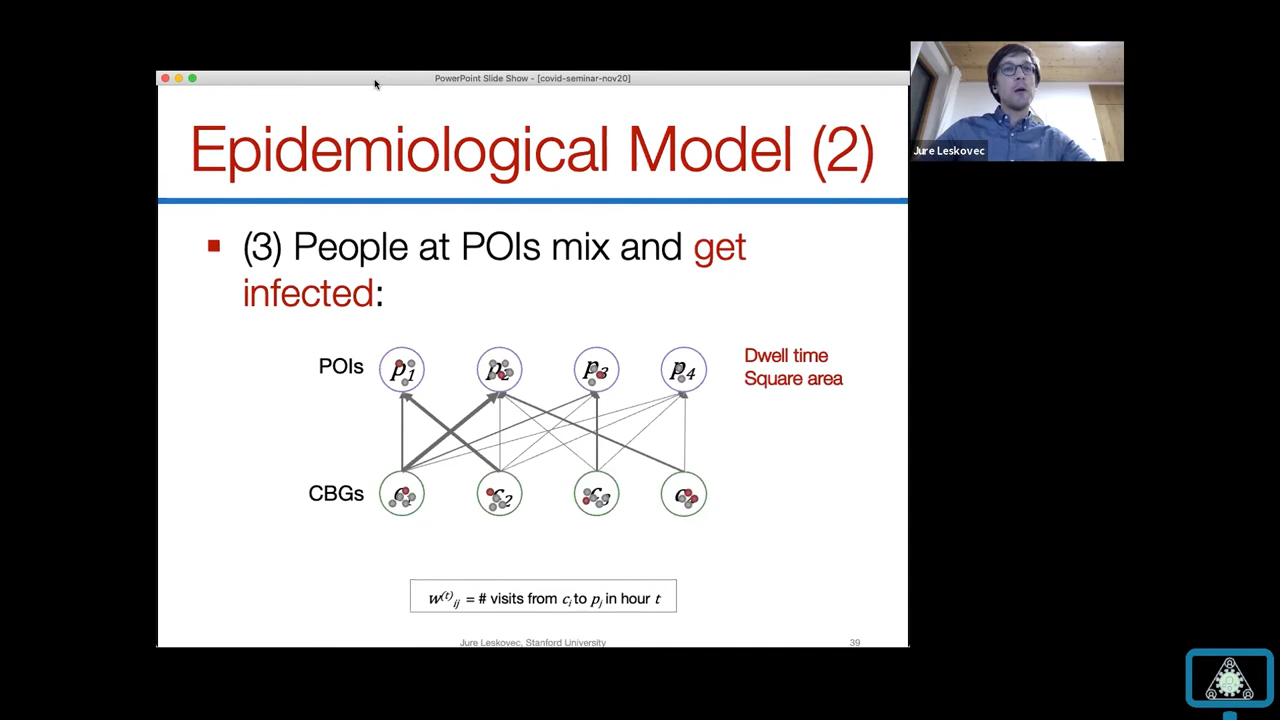 PowerPoint Slide Show - [covid-seminar-nov20]
Jure Leskovec
Epidemiological Model (2)
(3) People at POIs mix and get
infected:
POIs
p1 p2 p3 p4
Dwell time
Square area
CBGs
c1 c2 c3
w(t)ij = # visits from ci to pj in hour t
Jure Leskovec, Stanford University
39